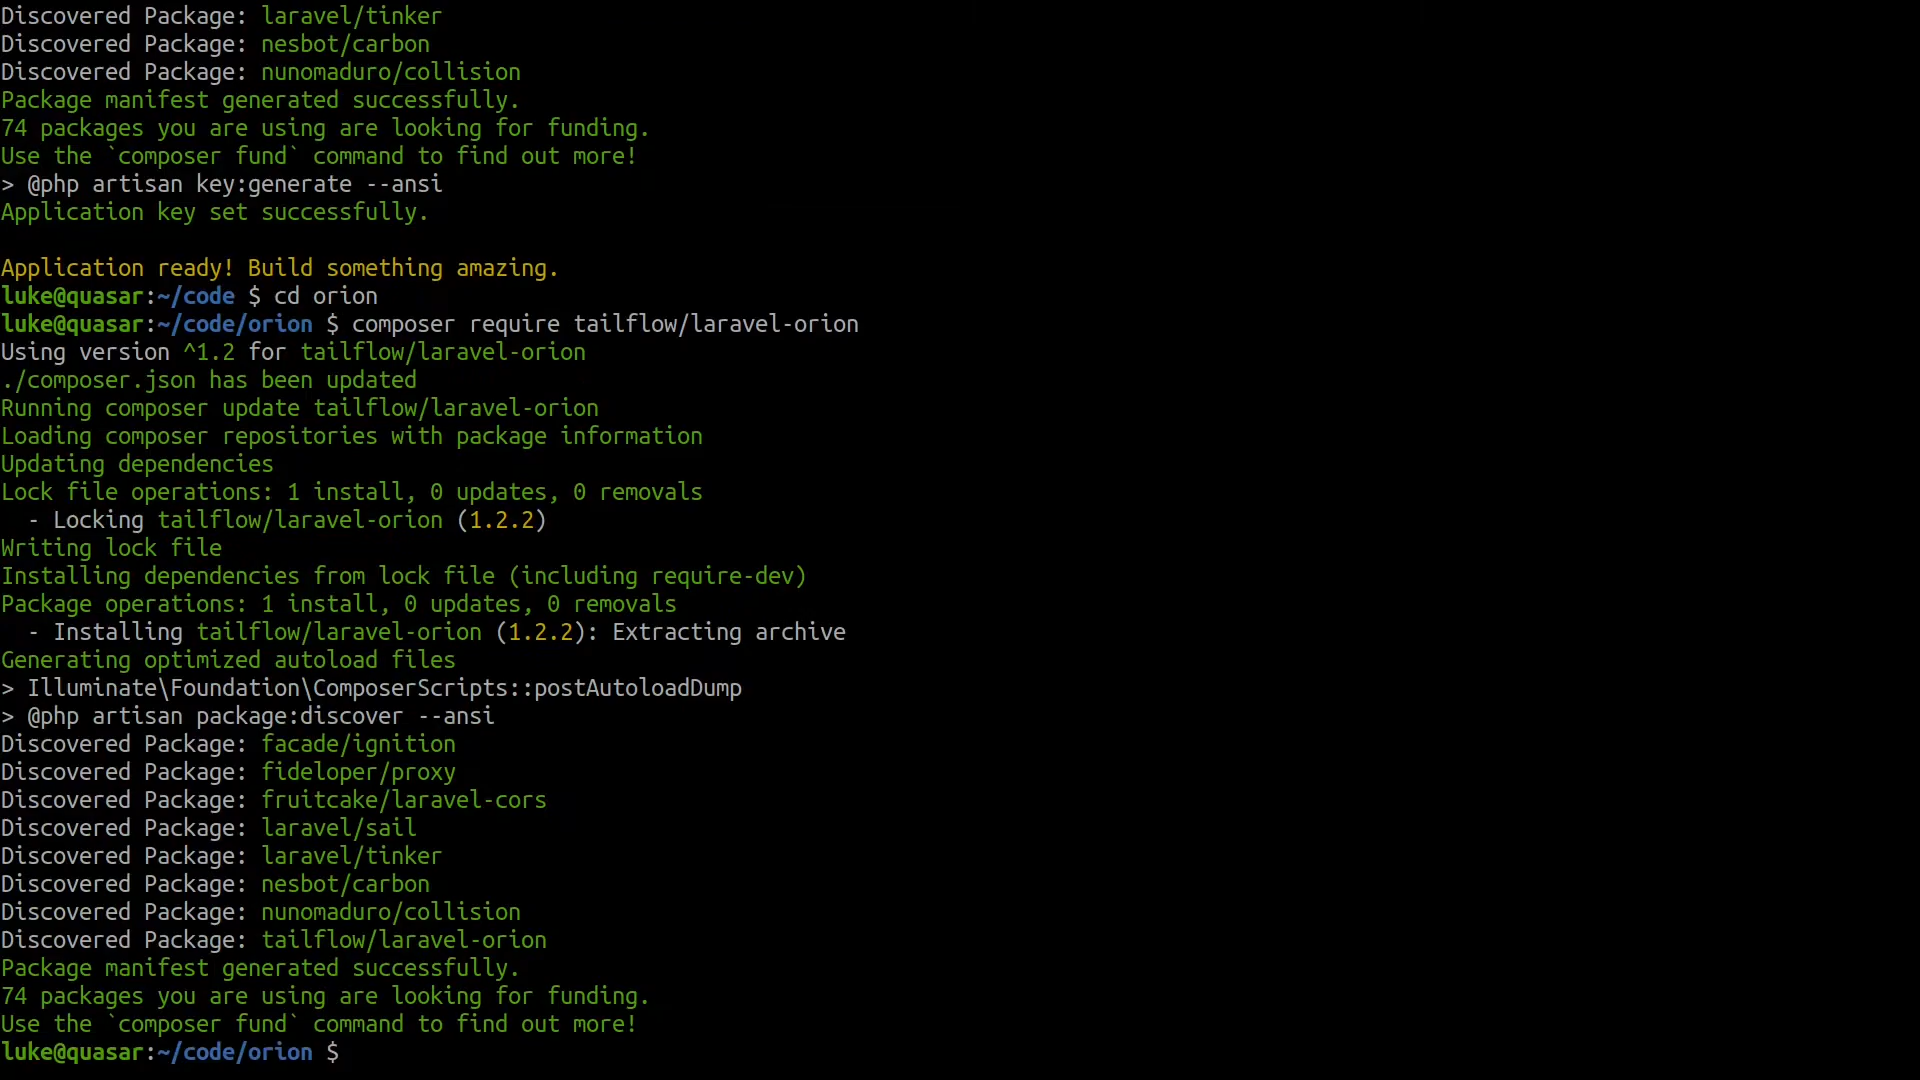 Discovered Package: laravel/tinker
Discovered Package: nesbot/carbon
Discovered Package: nunomaduro/collision
Package manifest generated successfully.
74 packages you are using are looking for funding.
Use the `composer fund` command to find out more!
> @php artisan key:generate --ansi
Application key set successfully.

Application ready! Build something amazing.
luke@quasar:~/code $ cd orion
luke@quasar:~/code/orion $ composer require tailflow/laravel-orion
Using version ^1.2 for tailflow/laravel-orion
./composer.json has been updated
Running composer update tailflow/laravel-orion
Loading composer repositories with package information
Updating dependencies
Lock file operations: 1 install, 0 updates, 0 removals
  - Locking tailflow/laravel-orion (1.2.2)
Writing lock file
Installing dependencies from lock file (including require-dev)
Package operations: 1 install, 0 updates, 0 removals
  - Installing tailflow/laravel-orion (1.2.2): Extracting archive
Generating optimized autoload files
> Illuminate\Foundation\ComposerScripts::postAutoloadDump
> @php artisan package:discover --ansi
Discovered Package: facade/ignition
Discovered Package: fideloper/proxy
Discovered Package: fruitcake/laravel-cors
Discovered Package: laravel/sail
Discovered Package: laravel/tinker
Discovered Package: nesbot/carbon
Discovered Package: nunomaduro/collision
Discovered Package: tailflow/laravel-orion
Package manifest generated successfully.
74 packages you are using are looking for funding.
Use the `composer fund` command to find out more!
luke@quasar:~/code/orion $